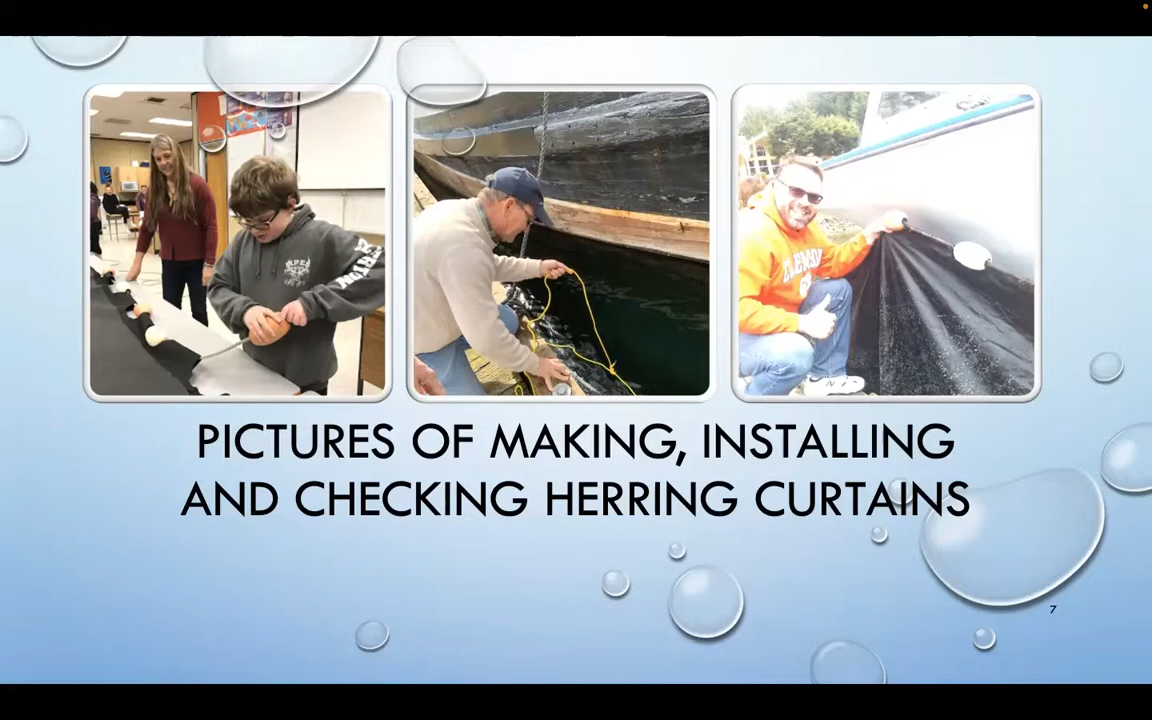 PICTURES OF MAKING, INSTALLING
AND CHECKING HERRING CURTAINS
7